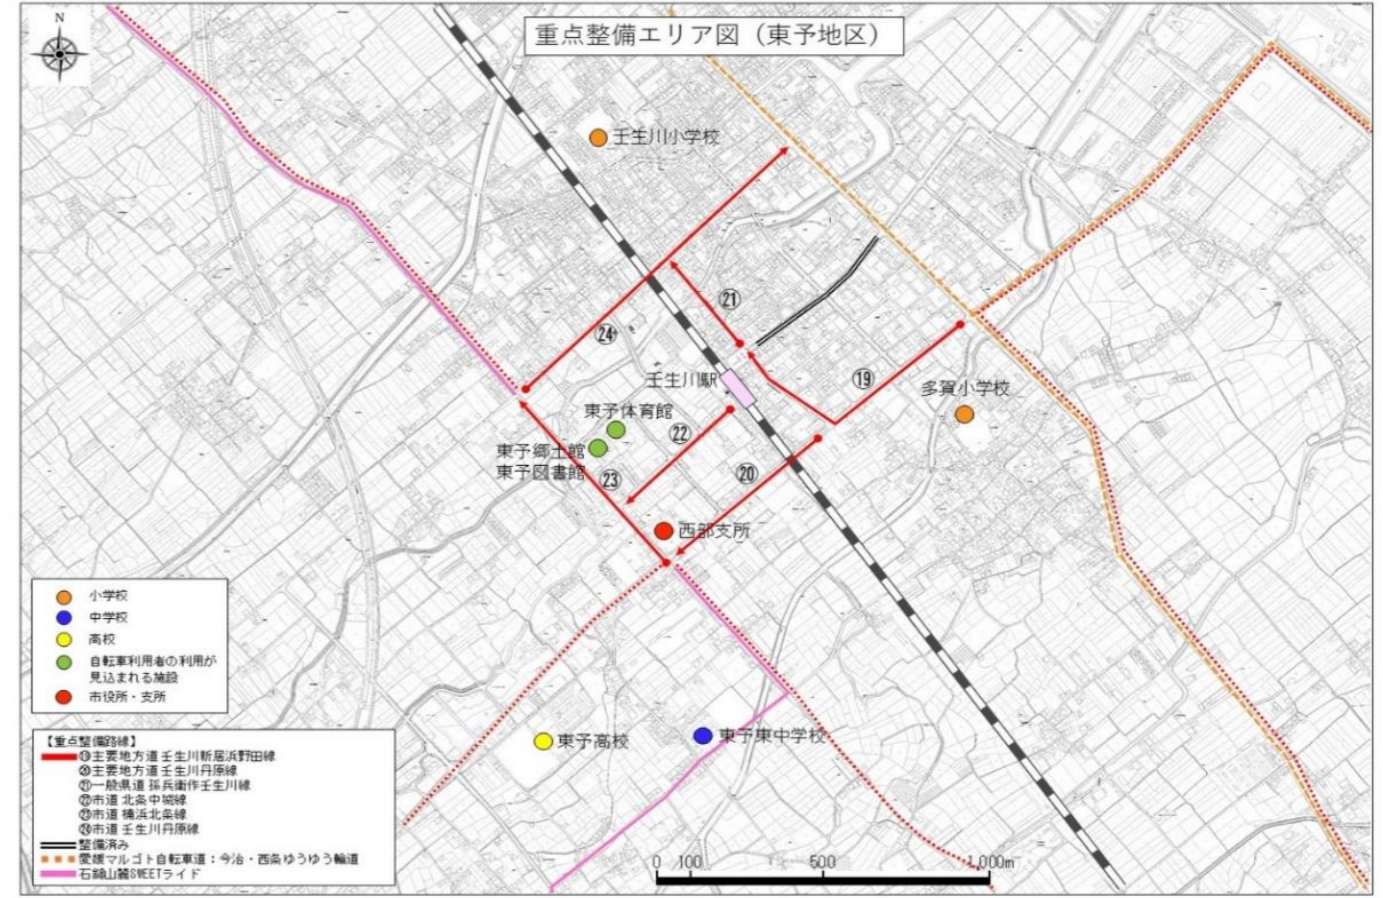 重点整備エリア図（東予地区）
N
壬生川小学校
㉑
㉔
壬生川駅
⑲
多賀小学校
東予体育館
㉒
東予郷土館
東予図書館
㉓
⑳
西部支所
小学校
中学校
高校
自転車利用者の利用が
見込まれる施設
市役所・支所
東予高校
東予東中学校
【重点整備路線】
⑲主要地方道 壬生川新居浜野田線
⑳主要地方道 壬生川丹原線
㉑一般県道 孫兵衛作壬生川線
㉒市道 北条中堀線
㉓市道 楠浜北条線
㉔市道 壬生川丹原線
整備済み
愛媛マルゴト自転車道：今治・西条ゆうゆう輪道
石鎚山麓SWEETライド
0 100 500 1,000m